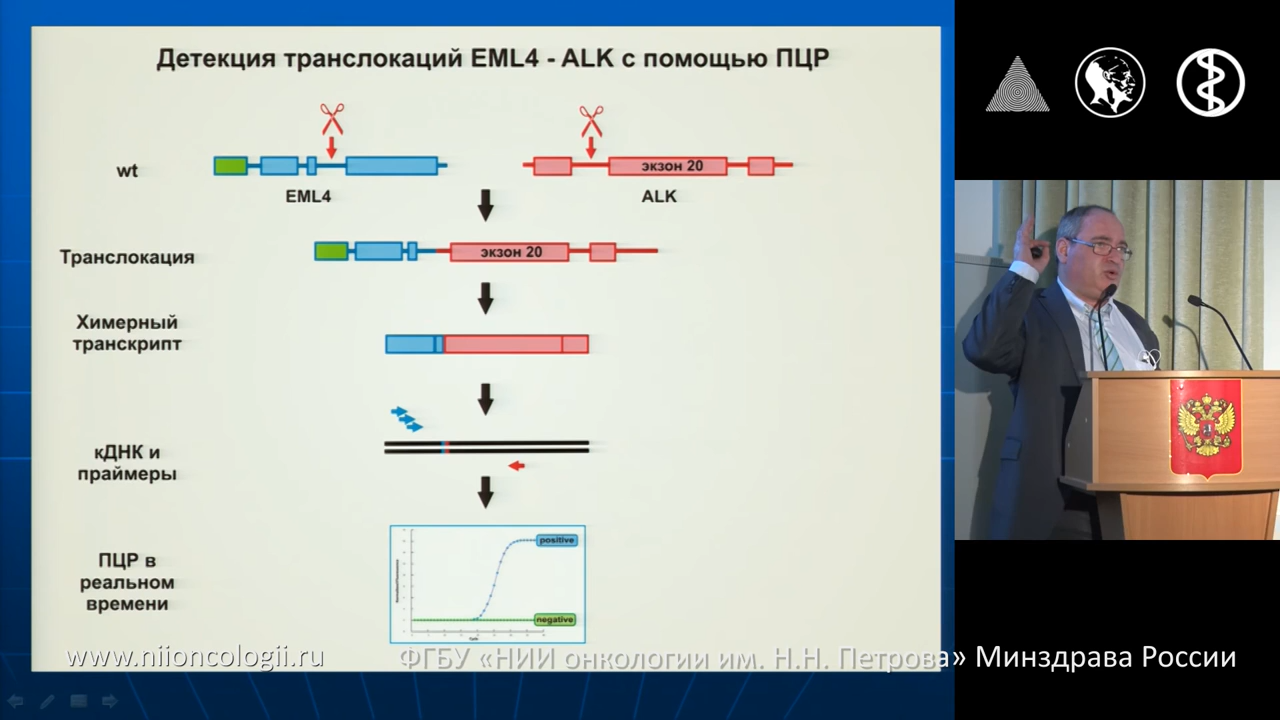 Детекция транслокаций EML4 - ALK с помощью ПЦР
wt
экзон 20
EML4
ALK
Транслокация
экзон 20
Химерный
транскрипт
кДНК и
праймеры
ПЦР в
реальном
времени
positive
negative
www.niioncologii.ru
ФГБУ «НИИ онкологии им. Н.Н. Петрова» Минздрава России